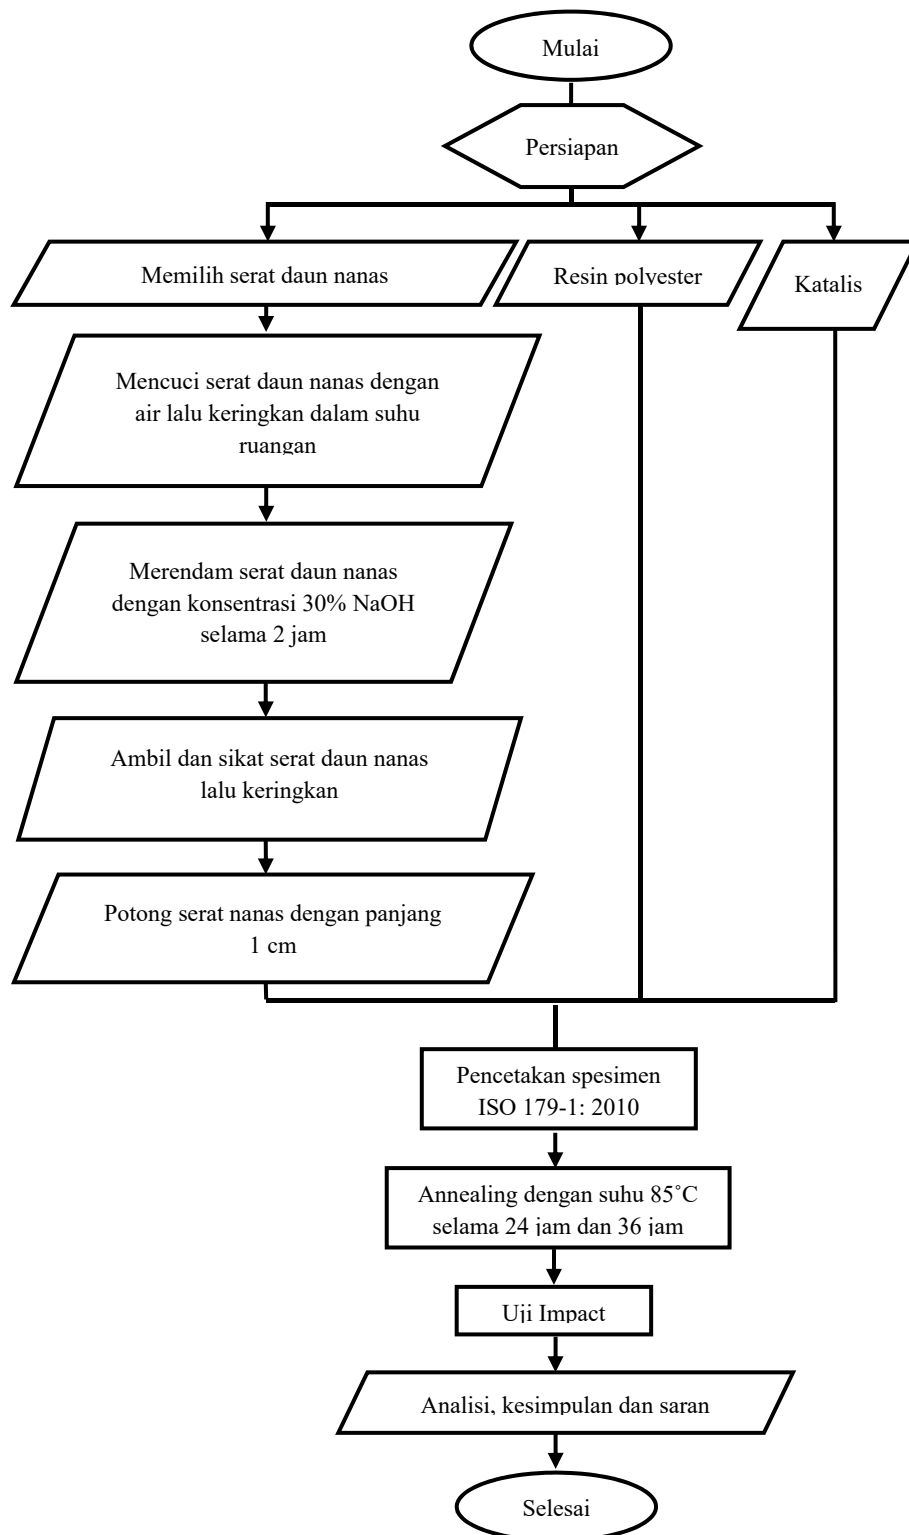 Mulai
Persiapan
Memilih serat daun nanas
Resin polyester
Katalis
Mencuci serat daun nanas dengan
air lalu keringkan dalam suhu
ruangan
Merendam serat daun nanas
dengan konsentrasi 30% NaOH
selama 2 jam
Ambil dan sikat serat daun nanas
lalu keringkan
Potong serat nanas dengan panjang
1 cm
Pencetakan spesimen
ISO 179-1: 2010
Annealing dengan suhu 85˚C
selama 24 jam dan 36 jam
Uji Impact
Analisi, kesimpulan dan saran
Selesai